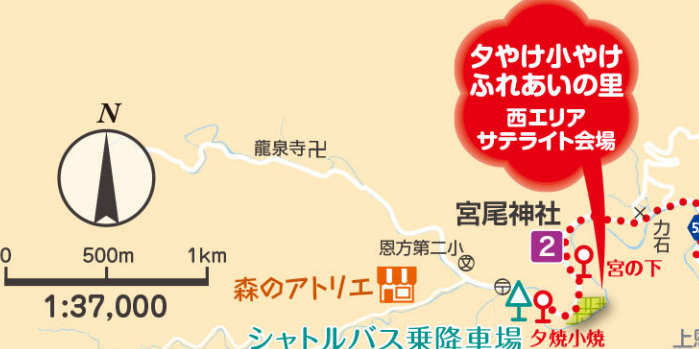 夕やけ小やけ
ふれあいの里
西エリア
サテライト会場
N
龍泉寺卍
0 500m 1km
1:37,000
宮尾神社
2
力石
恩方第二小
文
宮の下
森のアトリエ
シャトルバス乗降車場
夕焼小焼